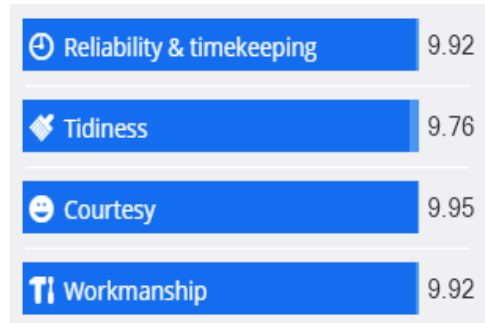 Reliability & timekeeping 9.92
Tidiness 9.76
Courtesy 9.95
Workmanship 9.92